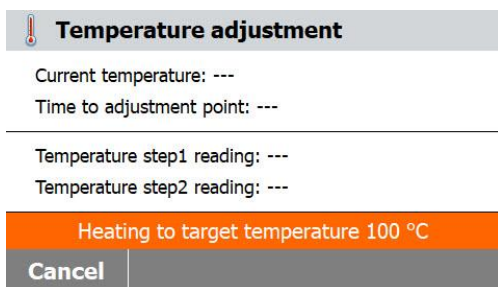 Temperature adjustment
Current temperature: ---
Time to adjustment point: ---
Temperature step1 reading: ---
Temperature step2 reading: ---
Heating to target temperature 100 °C
Cancel